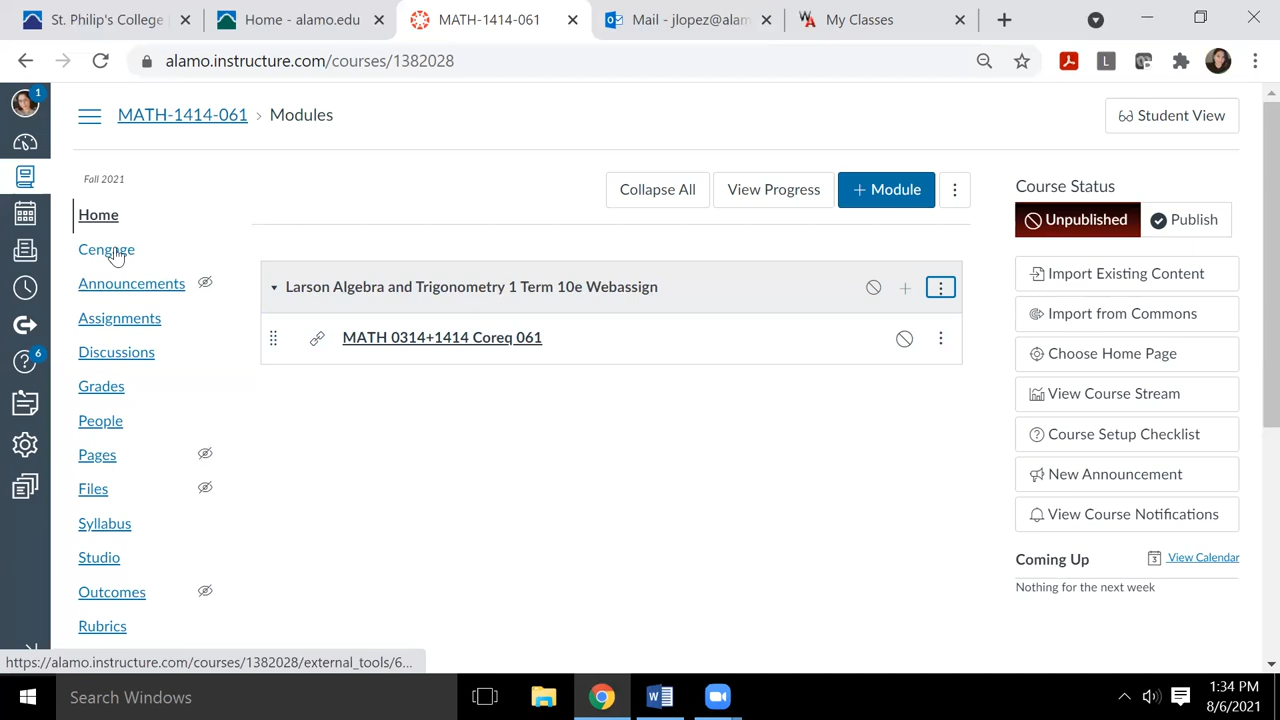 St. Philip's College
Home - alamo.edu
MATH-1414-061
Mail - jlopez@alam
My Classes
alamo.instructure.com/courses/1382028
L
1
MATH-1414-061 > Modules
Student View
Fall 2021
Home
Cengage
Announcements
Assignments
Discussions
Grades
People
Pages
Files
Syllabus
Studio
Outcomes
Rubrics
6
Collapse All
View Progress
+ Module
Larson Algebra and Trigonometry 1 Term 10e Webassign
MATH 0314+1414 Coreq 061
Course Status
Unpublished
Publish
Import Existing Content
Import from Commons
Choose Home Page
View Course Stream
Course Setup Checklist
New Announcement
View Course Notifications
Coming Up
3 View Calendar
Nothing for the next week
https://alamo.instructure.com/courses/1382028/external_tools/6...
Search Windows
1:34 PM
8/6/2021